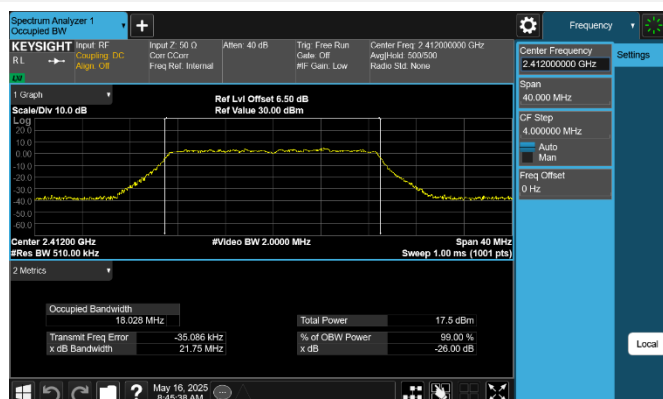 Spectrum Analyzer 1
Occupied BW
Frequency
KEYSIGHT
R L
LW
Input: RF
Coupling: DC
Align: Off
Input Z: 50 Ω
Corr CCorr
Freq Ref: Internal
Atten: 40 dB
Trig: Free Run
Gate: Off
#IF Gain: Low
Center Freq: 2.412000000 GHz
Avg|Hold: 500/500
Radio Std: None
Center Frequency
2.412000000 GHz
Settings
Span
40.000 MHz
CF Step
4.000000 MHz
Auto
Man
Freq Offset
0 Hz
Local
1 Graph
Scale/Div 10.0 dB
Ref Lvl Offset 6.50 dB
Ref Value 30.00 dBm
Log
20.0
10.0
0.00
-10.0
-20.0
-30.0
-40.0
-50.0
-60.0
Center 2.41200 GHz
#Video BW 2.0000 MHz
Span 40 MHz
#Res BW 510.00 kHz
Sweep 1.00 ms (1001 pts)
2 Metrics
Occupied Bandwidth
18.028 MHz
Total Power 17.5 dBm
Transmit Freq Error -35.086 kHz
% of OBW Power 99.00 %
x dB Bandwidth 21.75 MHz
x dB -26.00 dB
May 16, 2025
8:45:38 AM